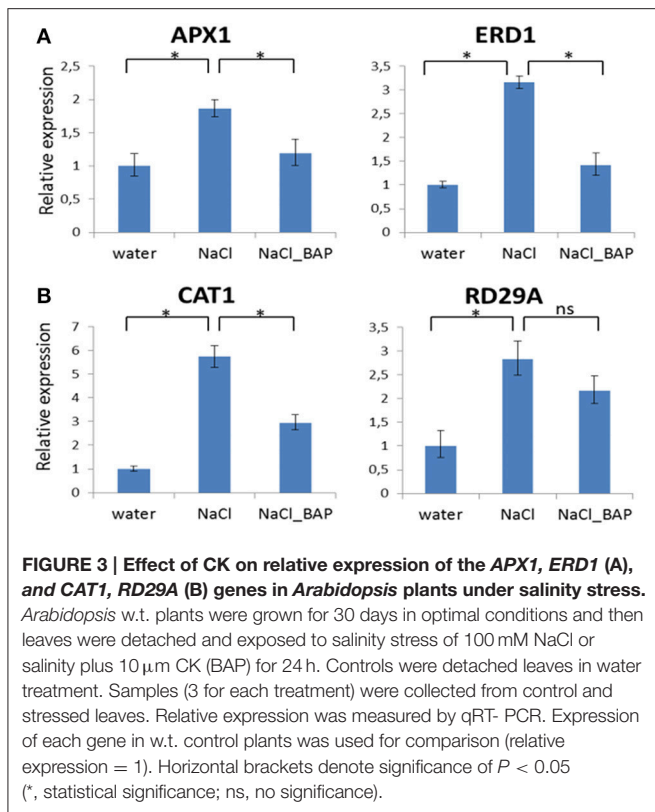 A
APX1
ERD1
Relative expression
2,5
2
1,5
1
0,5
0
*
*
water
NaCl
NaCl_BAP
3,5
3
2,5
2
1,5
1
0,5
0
*
*
water
NaCl
NaCl_BAP
B
CAT1
RD29A
Relative expression
7
6
5
4
3
2
1
0
*
*
water
NaCl
NaCl_BAP
3,5
3
2,5
2
1,5
1
0,5
0
*
ns
water
NaCl
NaCl_BAP
FIGURE 3 | Effect of CK on relative expression of the APX1, ERD1 (A),
and CAT1, RD29A (B) genes in Arabidopsis plants under salinity stress.
Arabidopsis w.t. plants were grown for 30 days in optimal conditions and then
leaves were detached and exposed to salinity stress of 100 mM NaCl or
salinity plus 10 μm CK (BAP) for 24 h. Controls were detached leaves in water
treatment. Samples (3 for each treatment) were collected from control and
stressed leaves. Relative expression was measured by qRT- PCR. Expression
of each gene in w.t. control plants was used for comparison (relative
expression = 1). Horizontal brackets denote significance of P < 0.05
(*, statistical significance; ns, no significance).